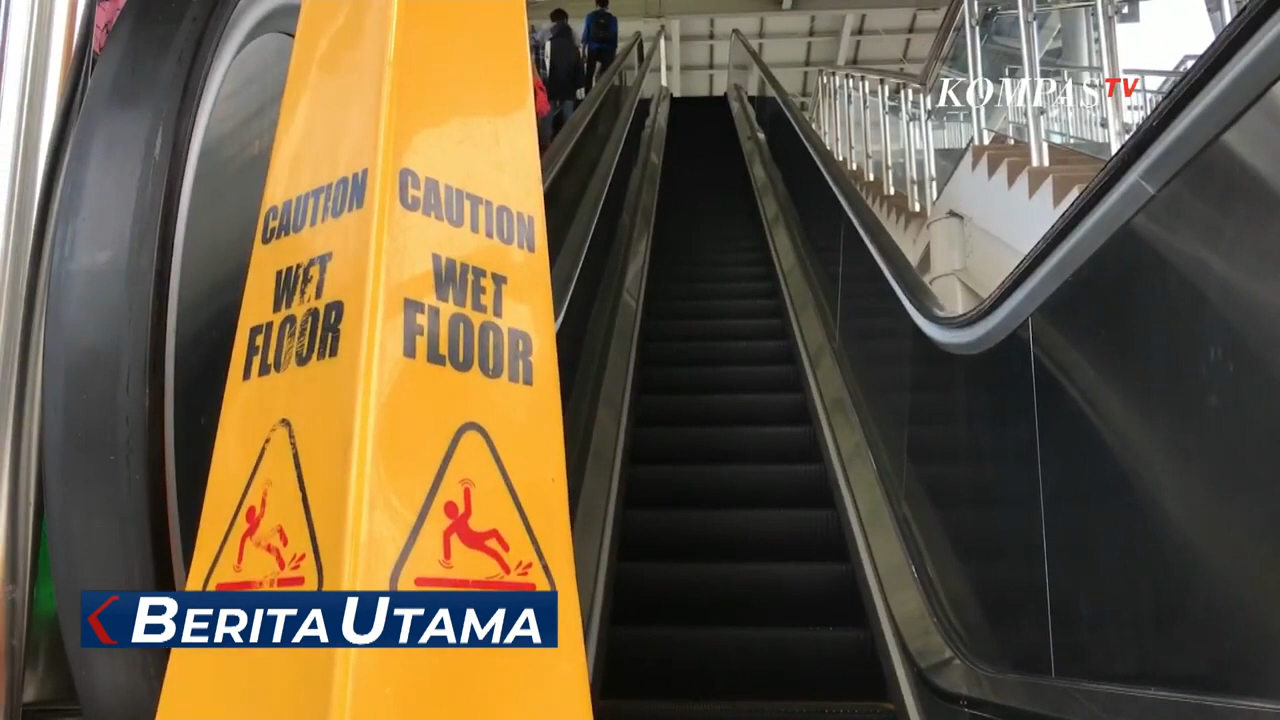 KOMPASTV
CAUTION
WET
FLOOR
CAUTION
WET
FLOOR
BERITA UTAMA